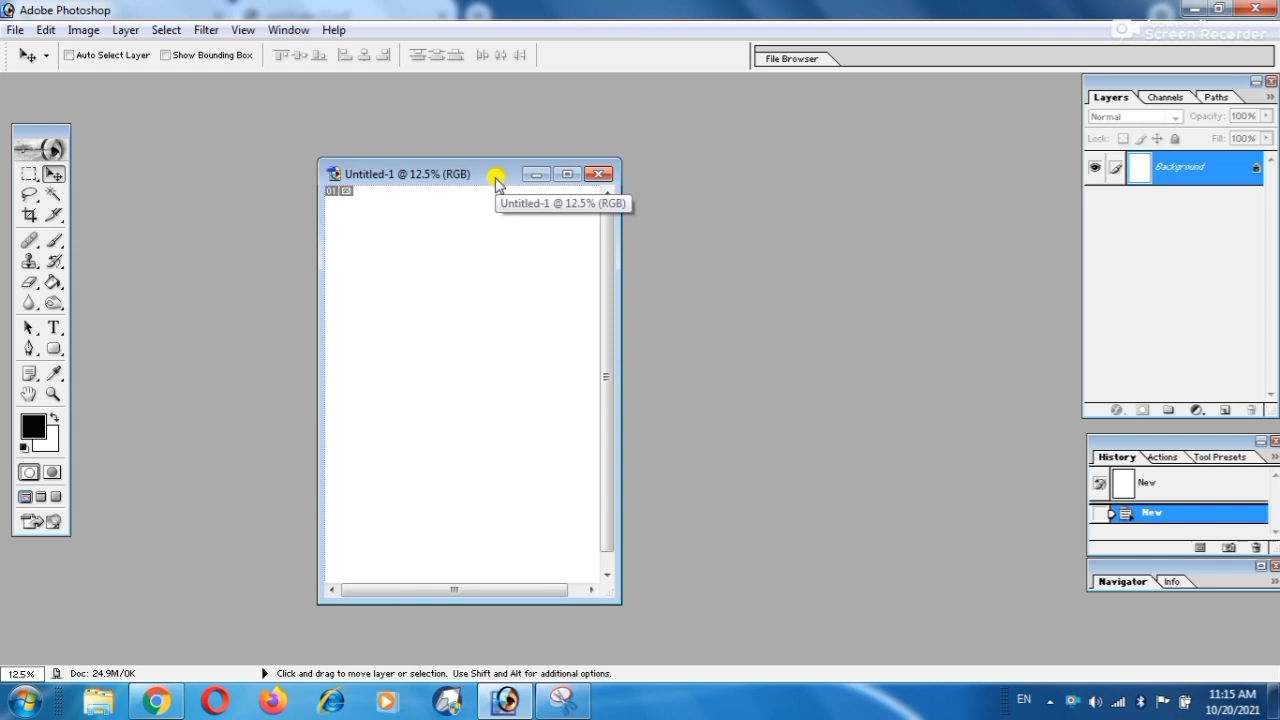 Adobe Photoshop
File Edit Image Layer Select Filter View Window Help
Screen Recorder
Auto Select Layer Show Bounding Box
File Browser
Layers Channels Paths
Normal Opacity: 100%
Lock: Fill: 100%
Background
Untitled-1 @ 12.5% (RGB)
01
Untitled-1 @ 12.5% (RGB)
T
History Actions Tool Presets
New
New
Navigator Info
12.5% Doc: 24.9M/0K Click and drag to move layer or selection. Use Shift and Alt for additional options.
EN
11:15 AM
10/20/2021